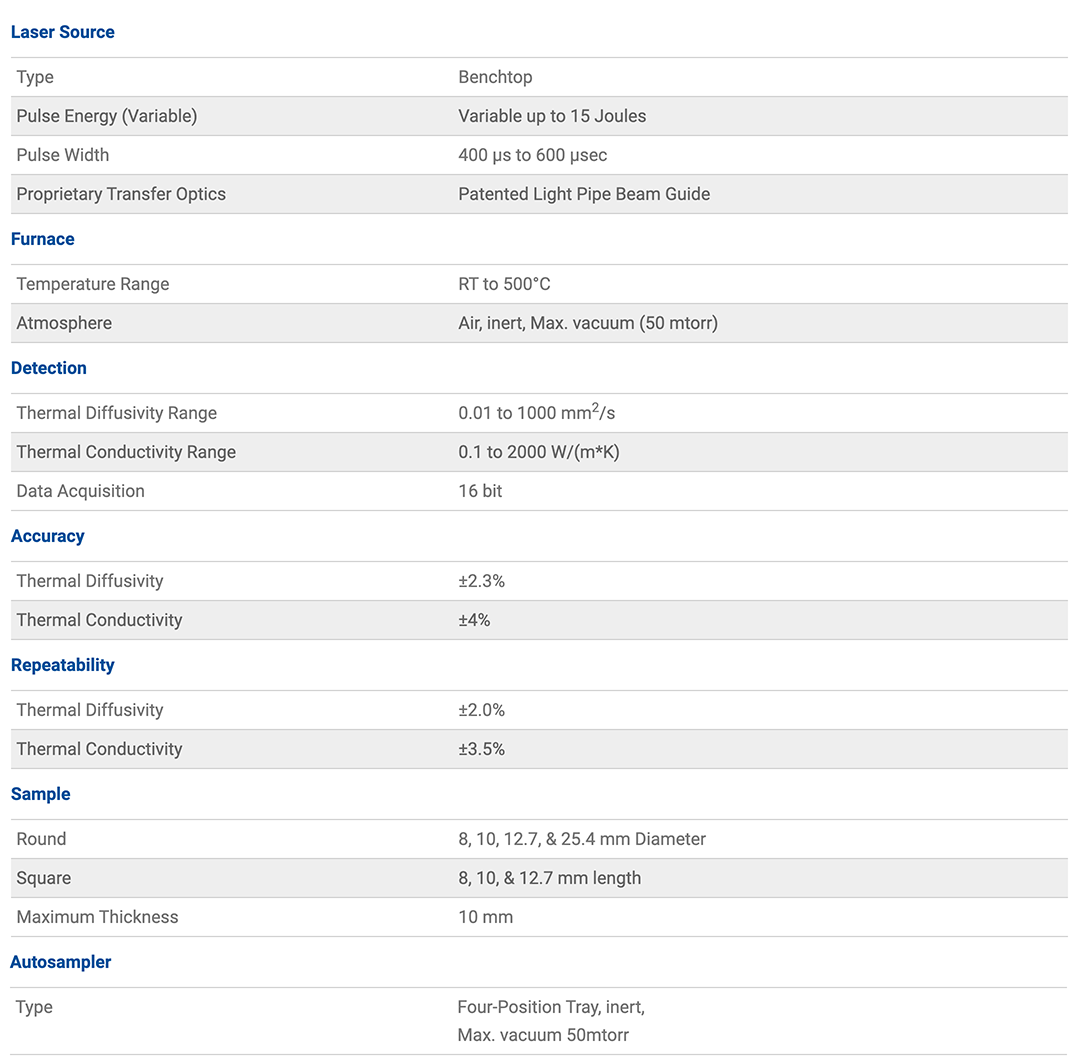 Laser Source
Type Benchtop
Pulse Energy (Variable) Variable up to 15 Joules
Pulse Width 400 µs to 600 µsec
Proprietary Transfer Optics Patented Light Pipe Beam Guide
Furnace
Temperature Range RT to 500°C
Atmosphere Air, inert, Max. vacuum (50 mtorr)
Detection
Thermal Diffusivity Range 0.01 to 1000 mm²/s
Thermal Conductivity Range 0.1 to 2000 W/(m*K)
Data Acquisition 16 bit
Accuracy
Thermal Diffusivity ±2.3%
Thermal Conductivity ±4%
Repeatability
Thermal Diffusivity ±2.0%
Thermal Conductivity ±3.5%
Sample
Round 8, 10, 12.7, & 25.4 mm Diameter
Square 8, 10, & 12.7 mm length
Maximum Thickness 10 mm
Autosampler
Type Four-Position Tray, inert,
Max. vacuum 50mtorr